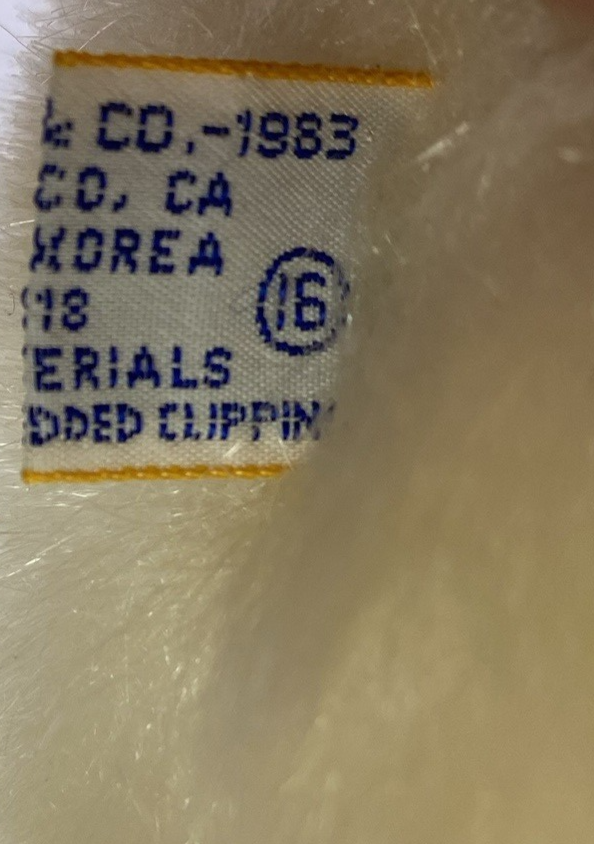 CO.-1983
CO, CA
KOREA
18
16
ERIALS
DDED CLIPPIN